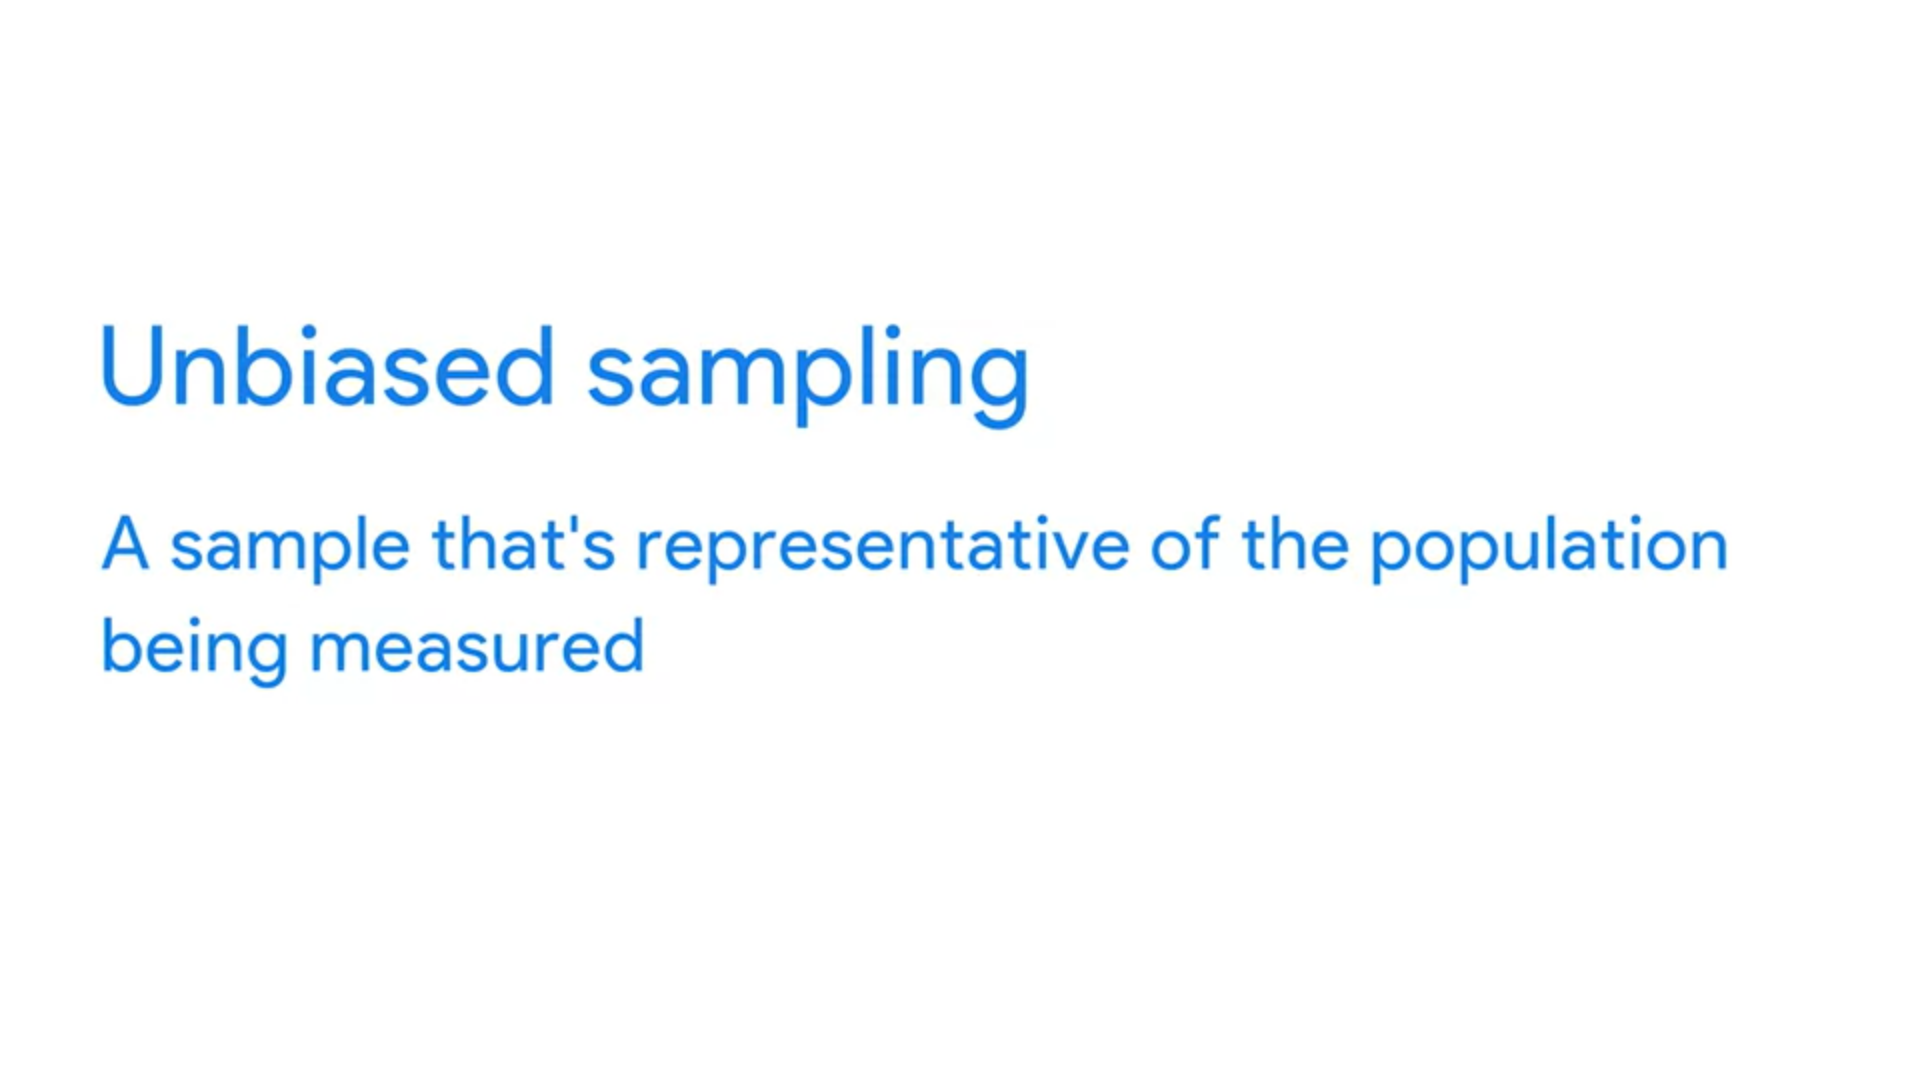 Unbiased sampling
A sample that's representative of the population
being measured